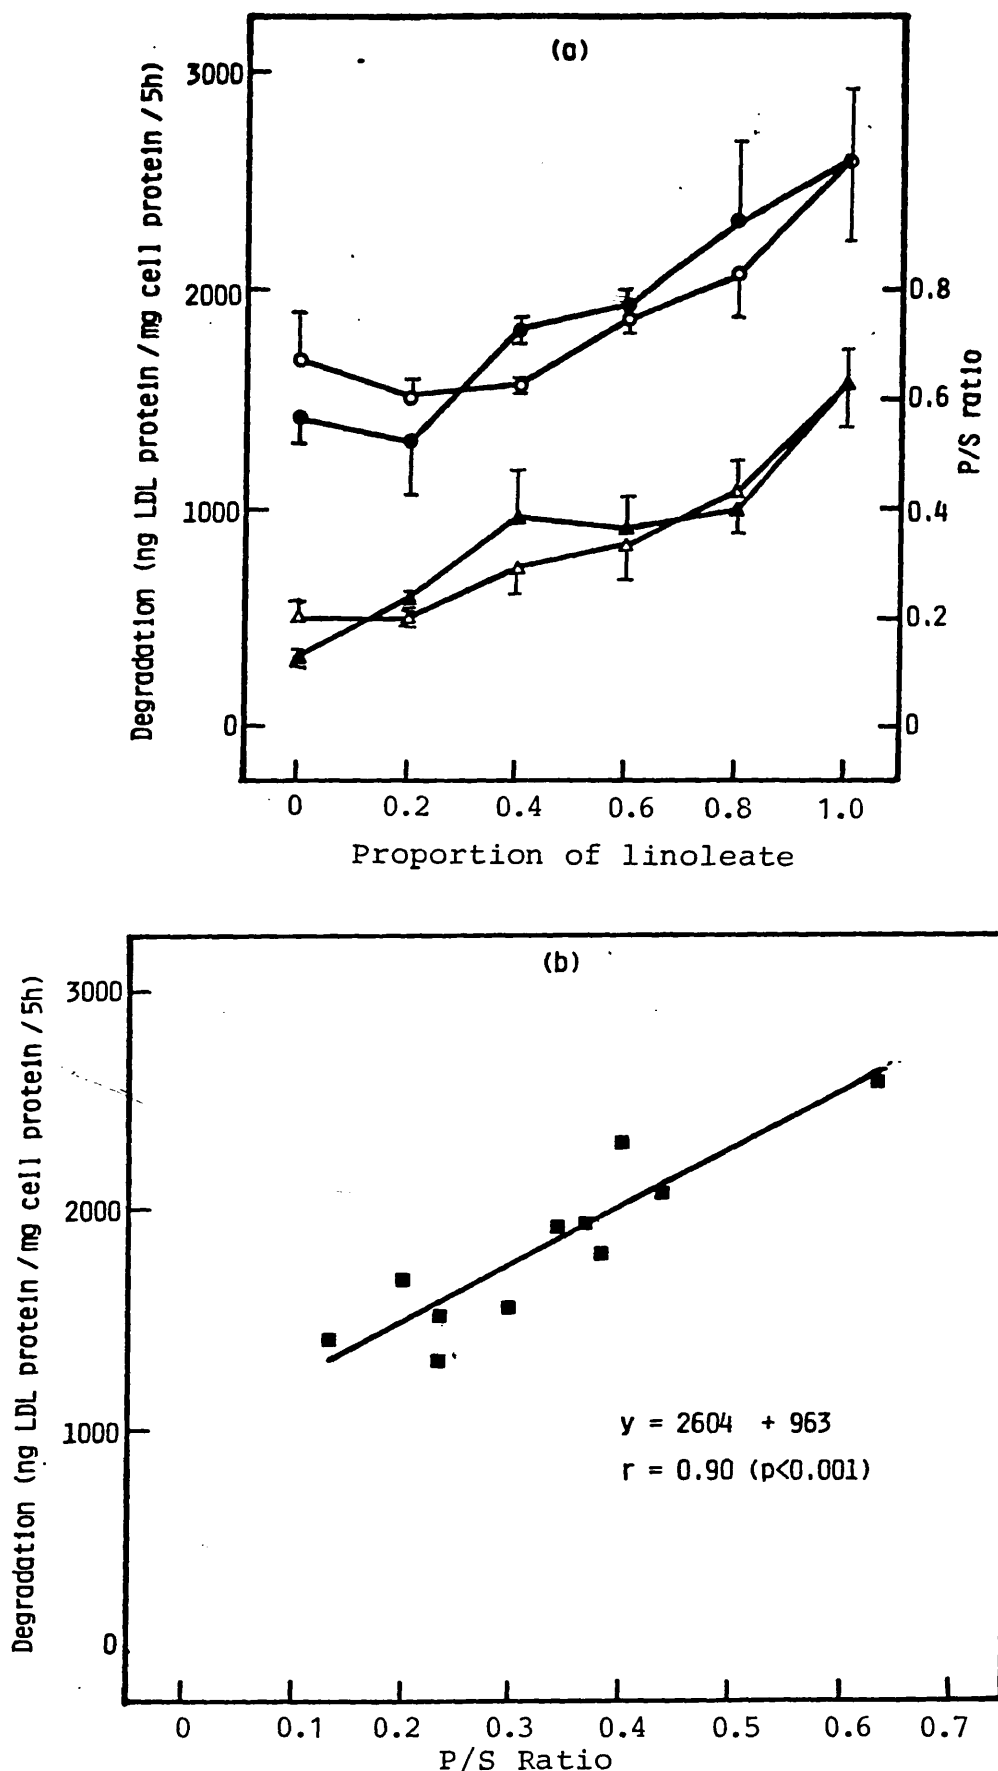 (a)
Degradation (ng LDL protein/mg cell protein/5h)
3000
2000
1000
0
P/S ratio
0.8
0.6
0.4
0.2
0
0 0.2 0.4 0.6 0.8 1.0
Proportion of linoleate
(b)
Degradation (ng LDL protein/mg cell protein/5h)
3000
2000
1000
0
y = 2604 + 963
r = 0.90 (p<0.001)
0 0.1 0.2 0.3 0.4 0.5 0.6 0.7
P/S Ratio